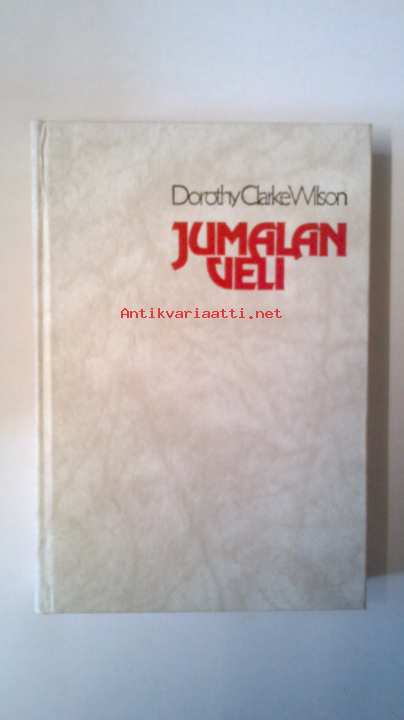 Dorothy Clarke Wilson
JUMALAN
VELI
Antikvariaatti.net